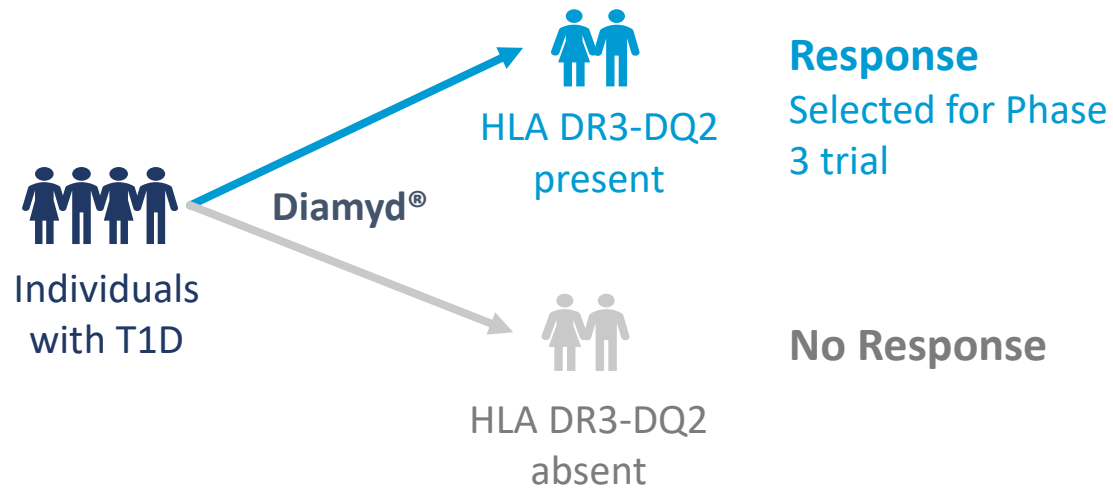 Individuals
with T1D
Diamyd®
HLA DR3-DQ2
present
Response
Selected for Phase
3 trial
HLA DR3-DQ2
absent
No Response